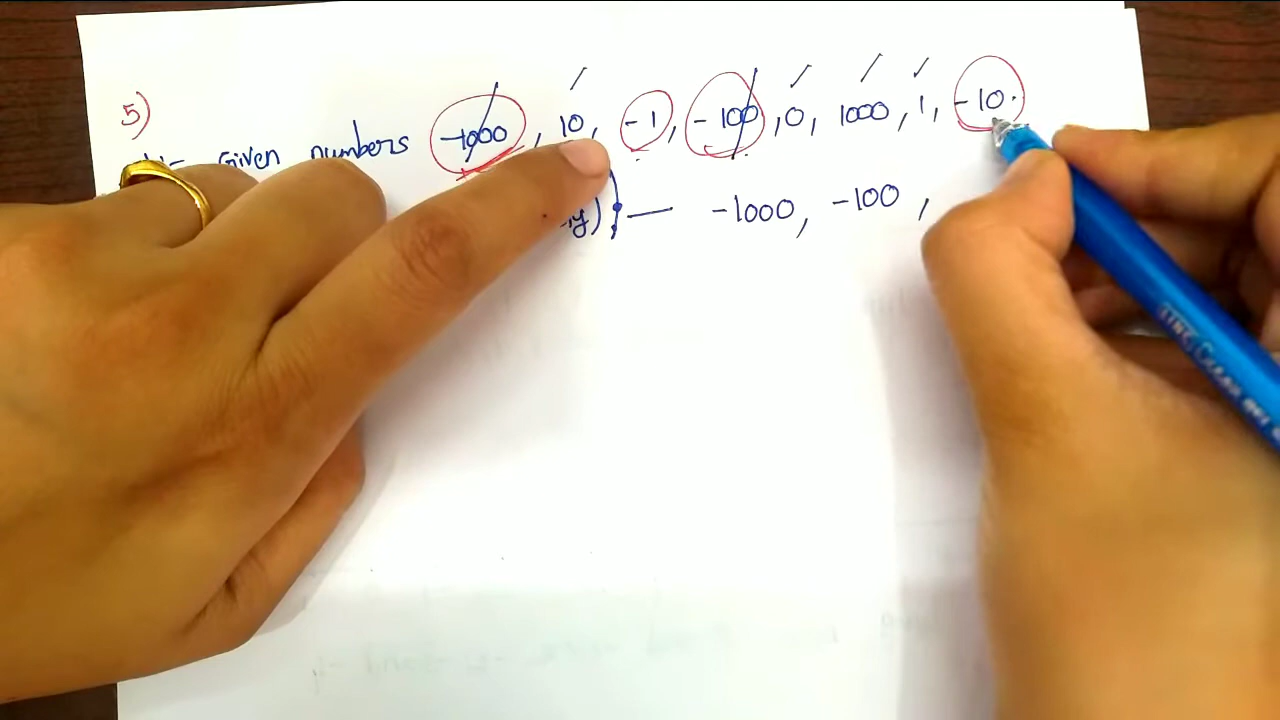 5)
Given numbers -1000, 10, -1, -100, 0, 1000, 1, -10.
y) :— -1000, -100,